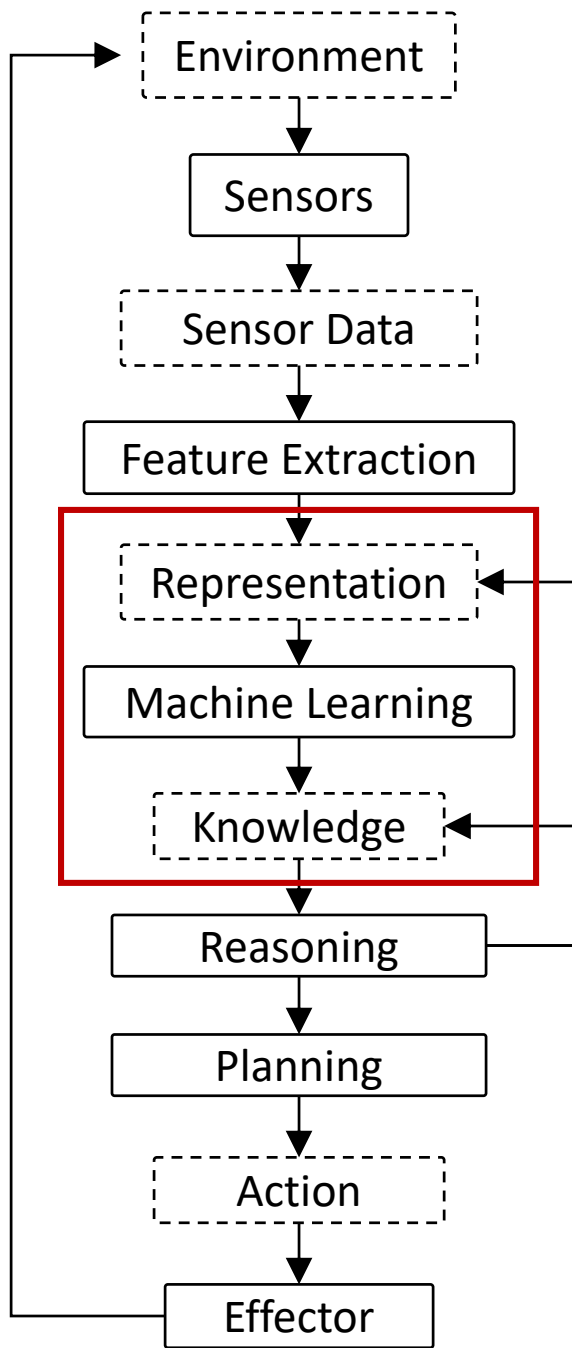 Environment
Sensors
Sensor Data
Feature Extraction
Representation
Machine Learning
Knowledge
Reasoning
Planning
Action
Effector